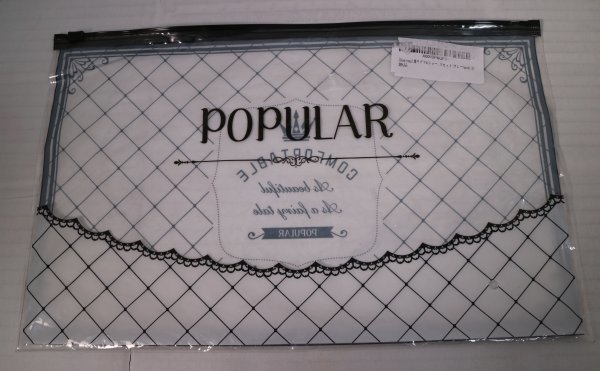 POPULAR
COMFORTABLE
As beautiful
As a fairy tale
POPULAR